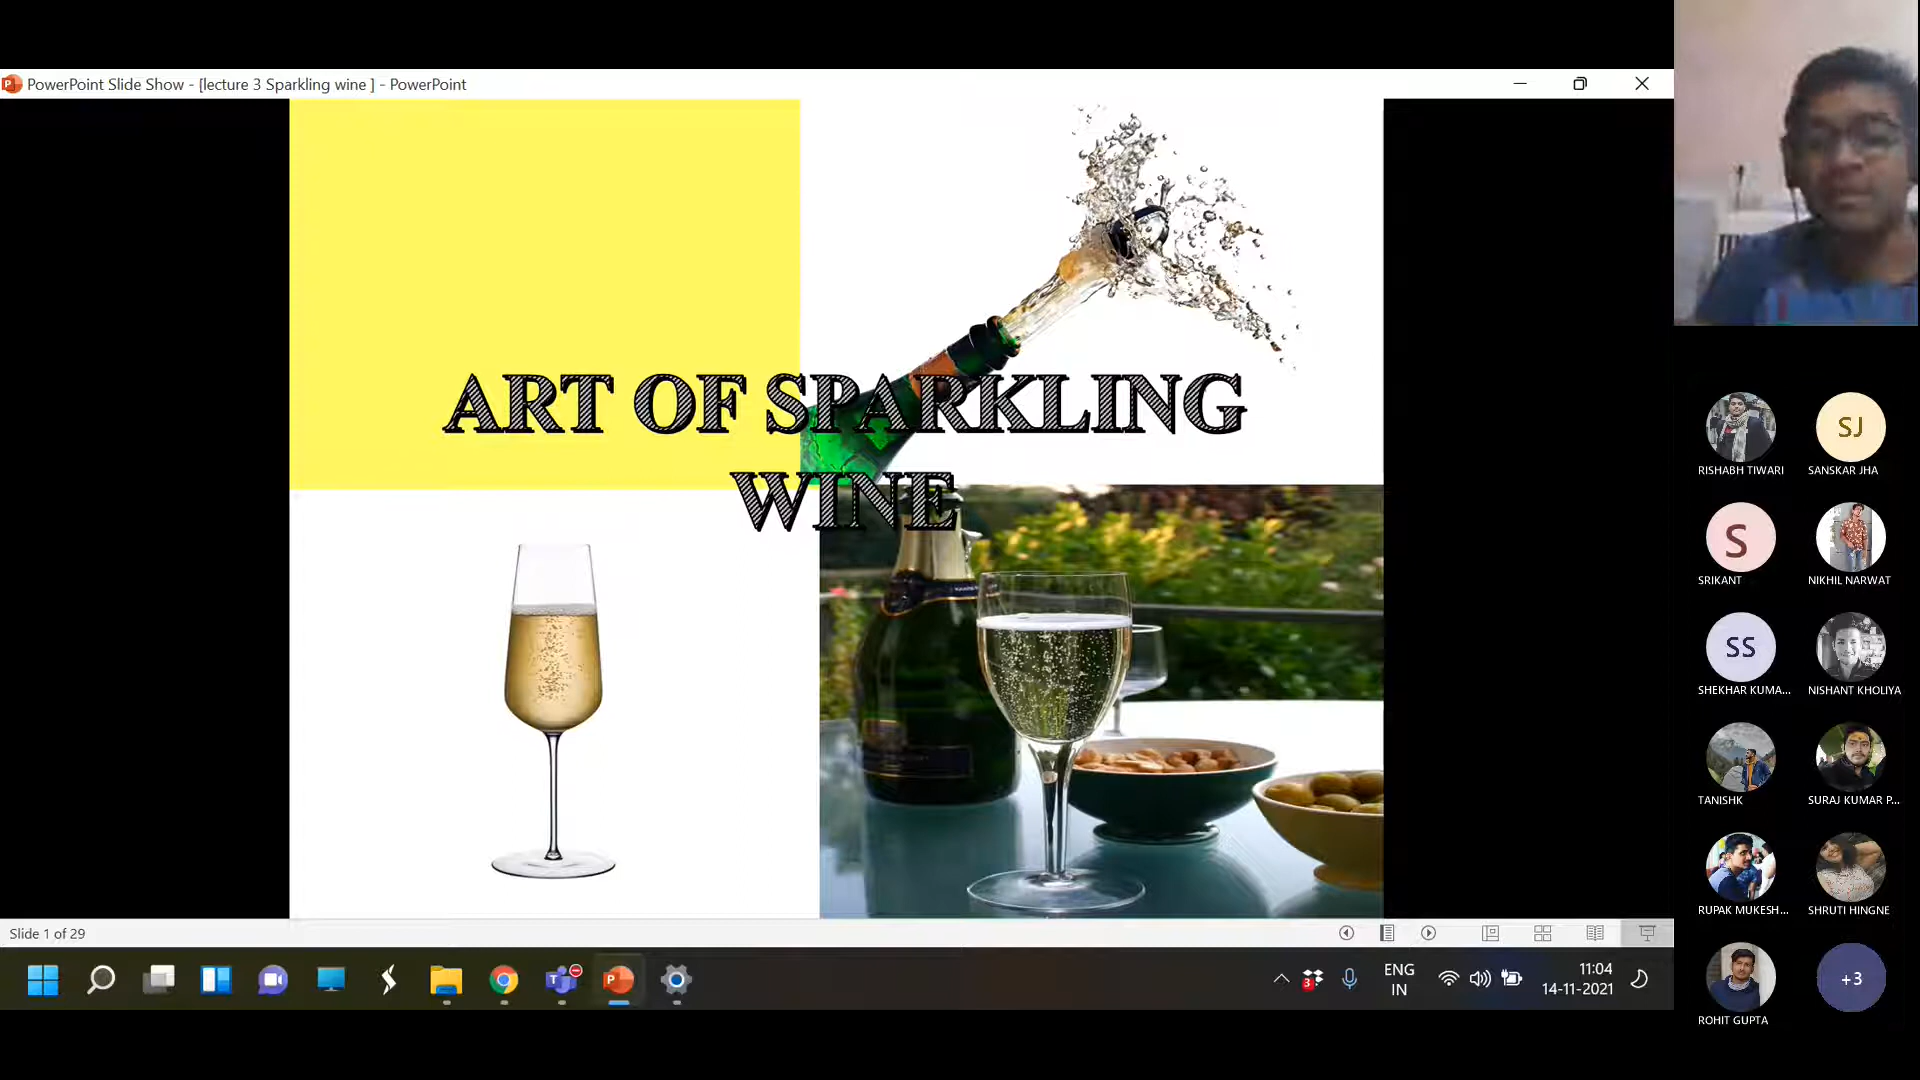 PowerPoint Slide Show - [lecture 3 Sparkling wine ] - PowerPoint
ART OF SPARKLING
WINE
RISHABH TIWARI
SJ
SANSKAR JHA
S
SRIKANT
NIKHIL NARWAT
SS
SHEKHAR KUMA...
NISHANT KHOLIYA
TANISHK
SURAJ KUMAR P...
RUPAK MUKESH...
SHRUTI HINGNE
ROHIT GUPTA
+3
Slide 1 of 29
3
ENG
IN
11:04
14-11-2021